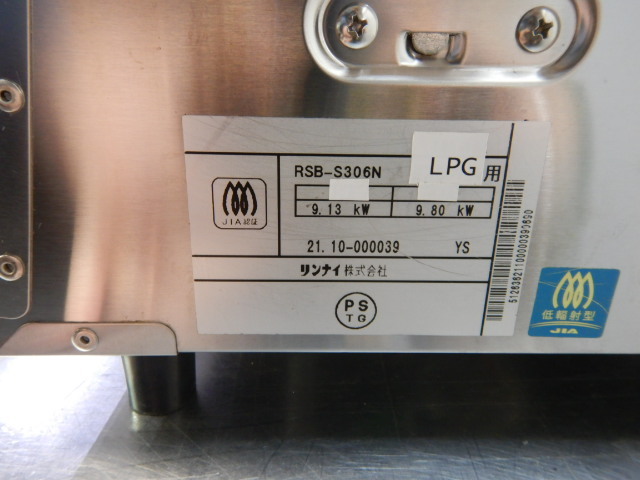 RSB-S306N
LPG用
JIA認証
9.13 kW 9.80 kW
21.10-000039 YS
リンナイ株式会社
PS
TG
低輻射型
JIA